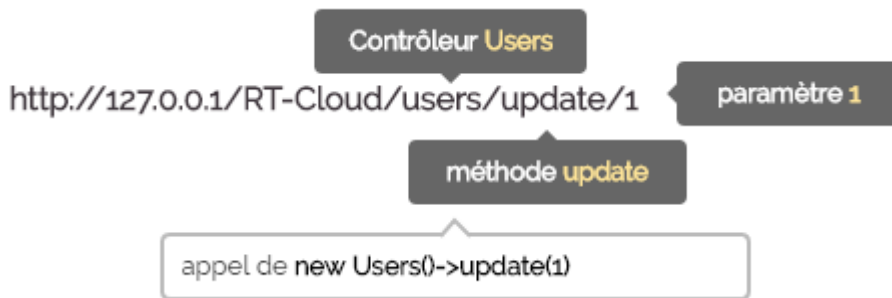 Contrôleur Users
http://127.0.0.1/RT-Cloud/users/update/1
paramètre 1
méthode update
appel de new Users()->update(1)